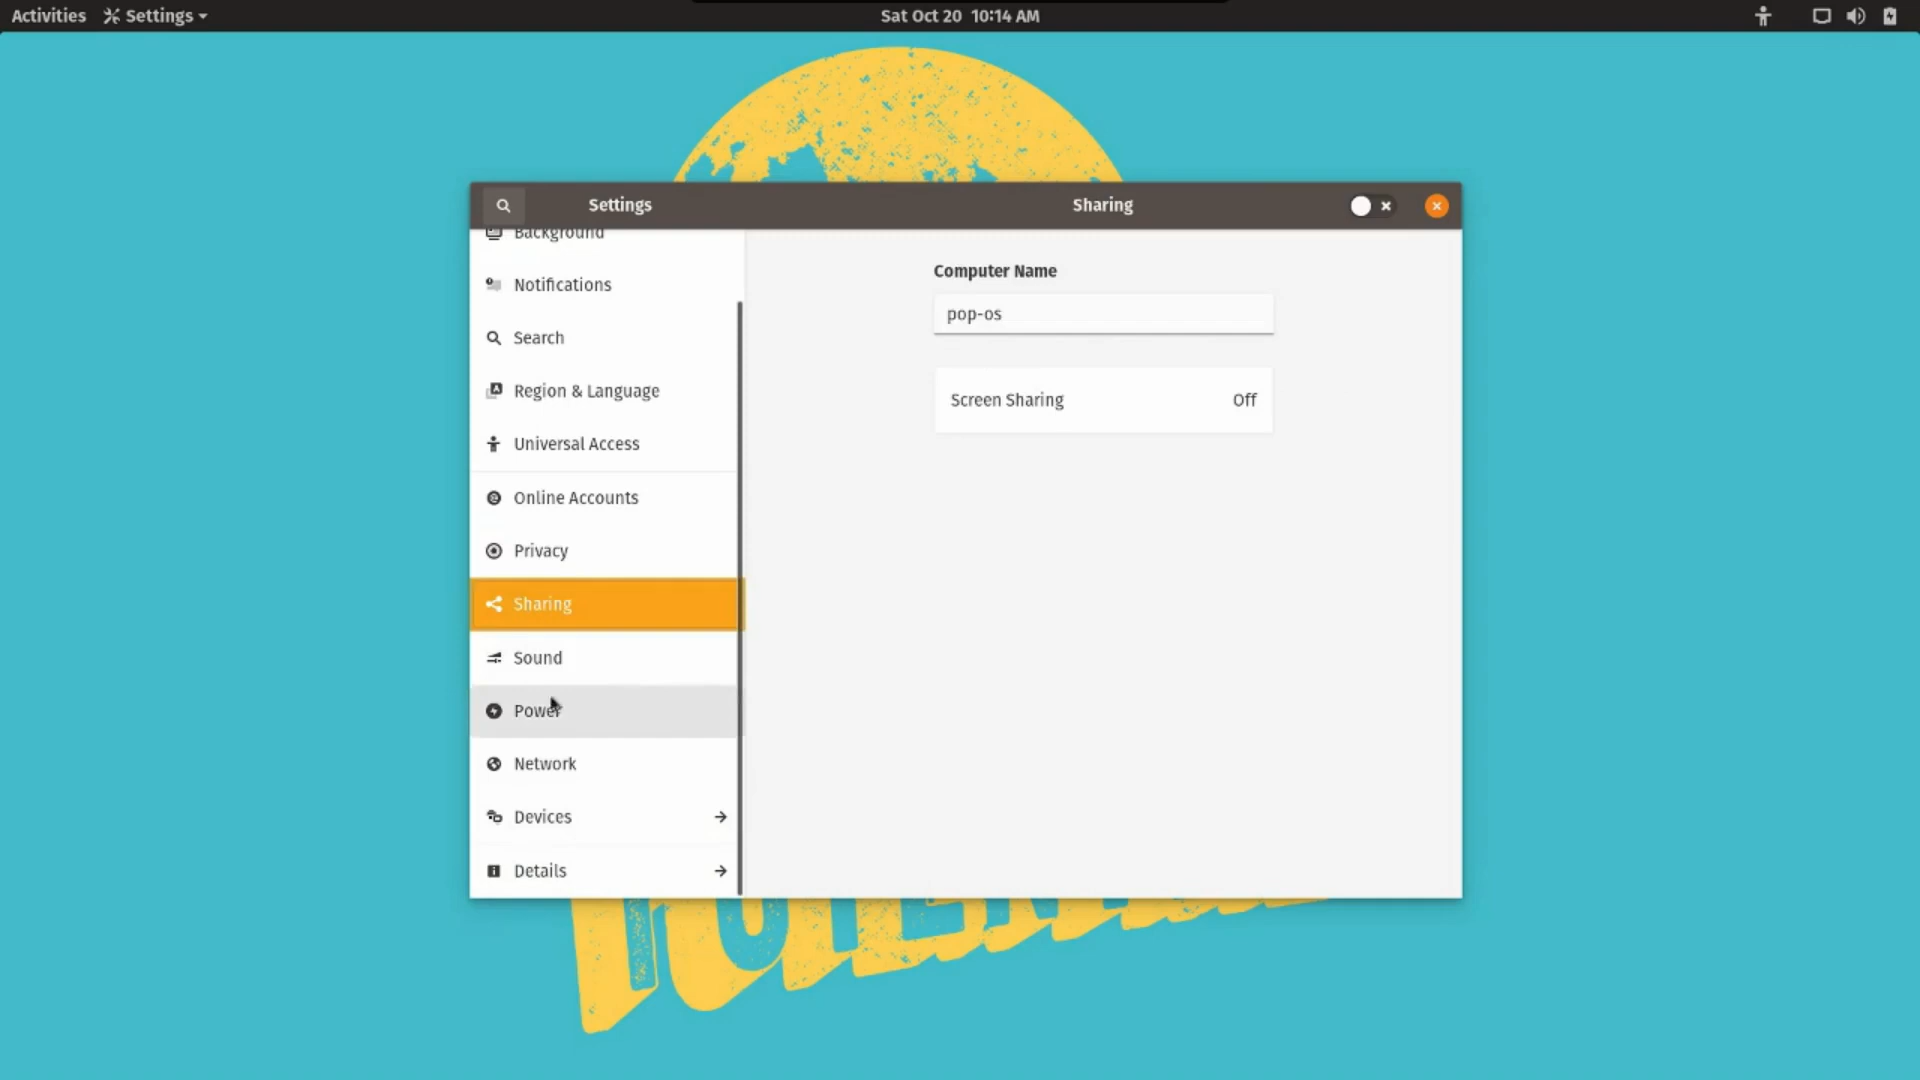 Activities Settings Sat Oct 20 10:14 AM
Settings Sharing
Background
Notifications
Search
Region & Language
Universal Access
Online Accounts
Privacy
Sharing
Sound
Power
Network
Devices
Details
Computer Name
pop-os
Screen Sharing Off